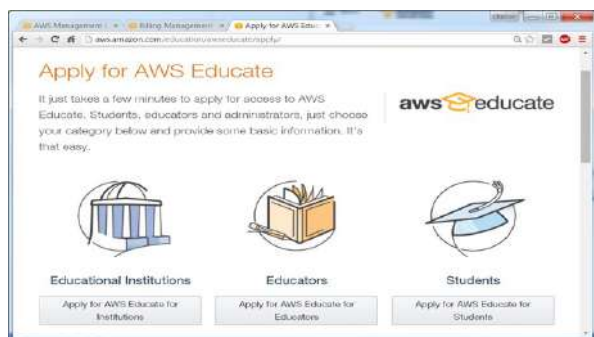 AWS Management
Billing Management
Apply for AWS Educ
aws.amazon.com/education/awseducate/apply/
Apply for AWS Educate
It just takes a few minutes to apply for access to AWS
Educate. Students, educators and administrators, just choose
your category below and provide some basic information. It's
that easy.
aws educate
Educational Institutions
Educators
Students
Apply for AWS Educate for
Institutions
Apply for AWS Educate for
Educators
Apply for AWS Educate for
Students